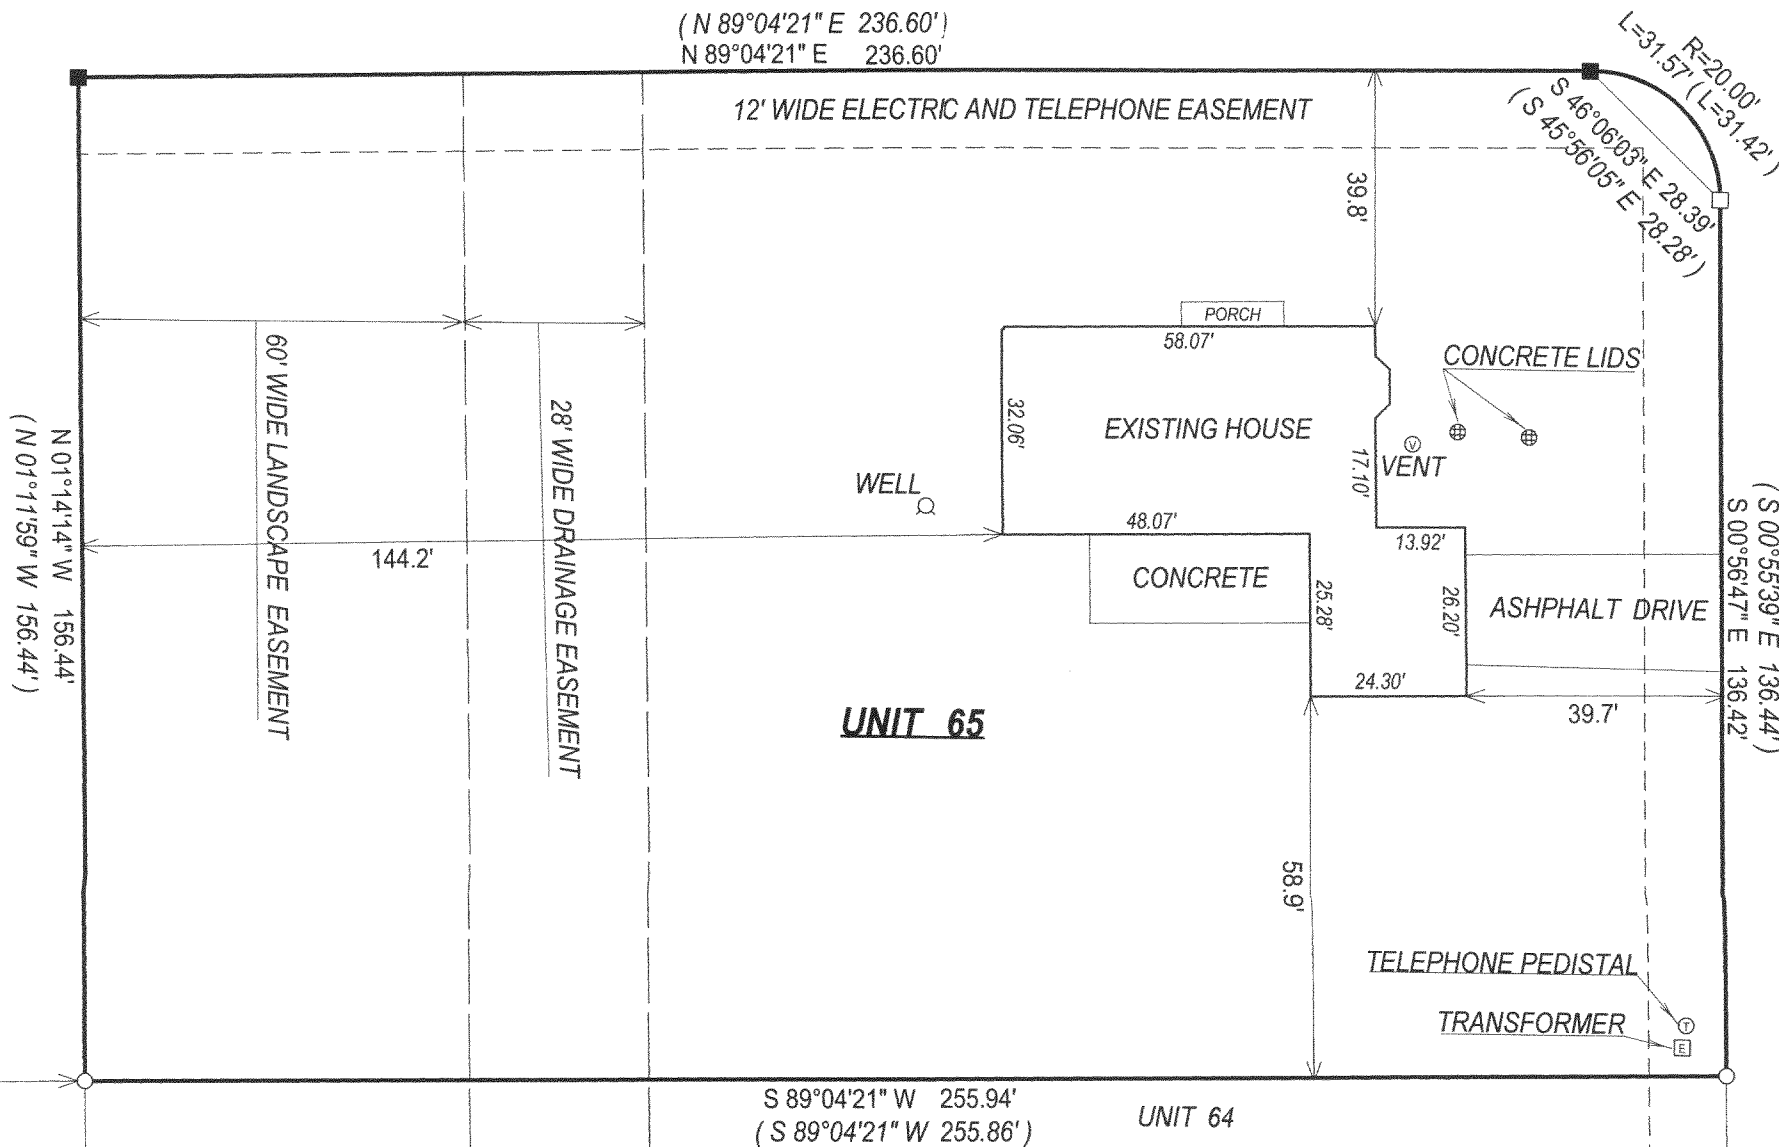 ( N 89°04'21" E 236.60' )
N 89°04'21" E 236.60'
R=20.00'
L=31.57' ( L=31.42' )
S 46°06'03" E 28.39'
( S 45°56'05" E 28.28' )
12' WIDE ELECTRIC AND TELEPHONE EASEMENT
39.8'
PORCH
58.07'
CONCRETE LIDS
60' WIDE LANDSCAPE EASEMENT
28' WIDE DRAINAGE EASEMENT
32.06'
EXISTING HOUSE
17.10'
V
VENT
WELL
N 01°14'14" W 156.44'
( N 01°11'59" W 156.44' )
( S 00°55'39" E 136.44' )
S 00°56'47" E 136.42'
144.2'
48.07'
13.92'
CONCRETE
25.28'
26.20'
ASHPHALT DRIVE
24.30'
39.7'
UNIT 65
58.9'
TELEPHONE PEDISTAL
T
TRANSFORMER
E
S 89°04'21" W 255.94'
( S 89°04'21" W 255.86' )
UNIT 64